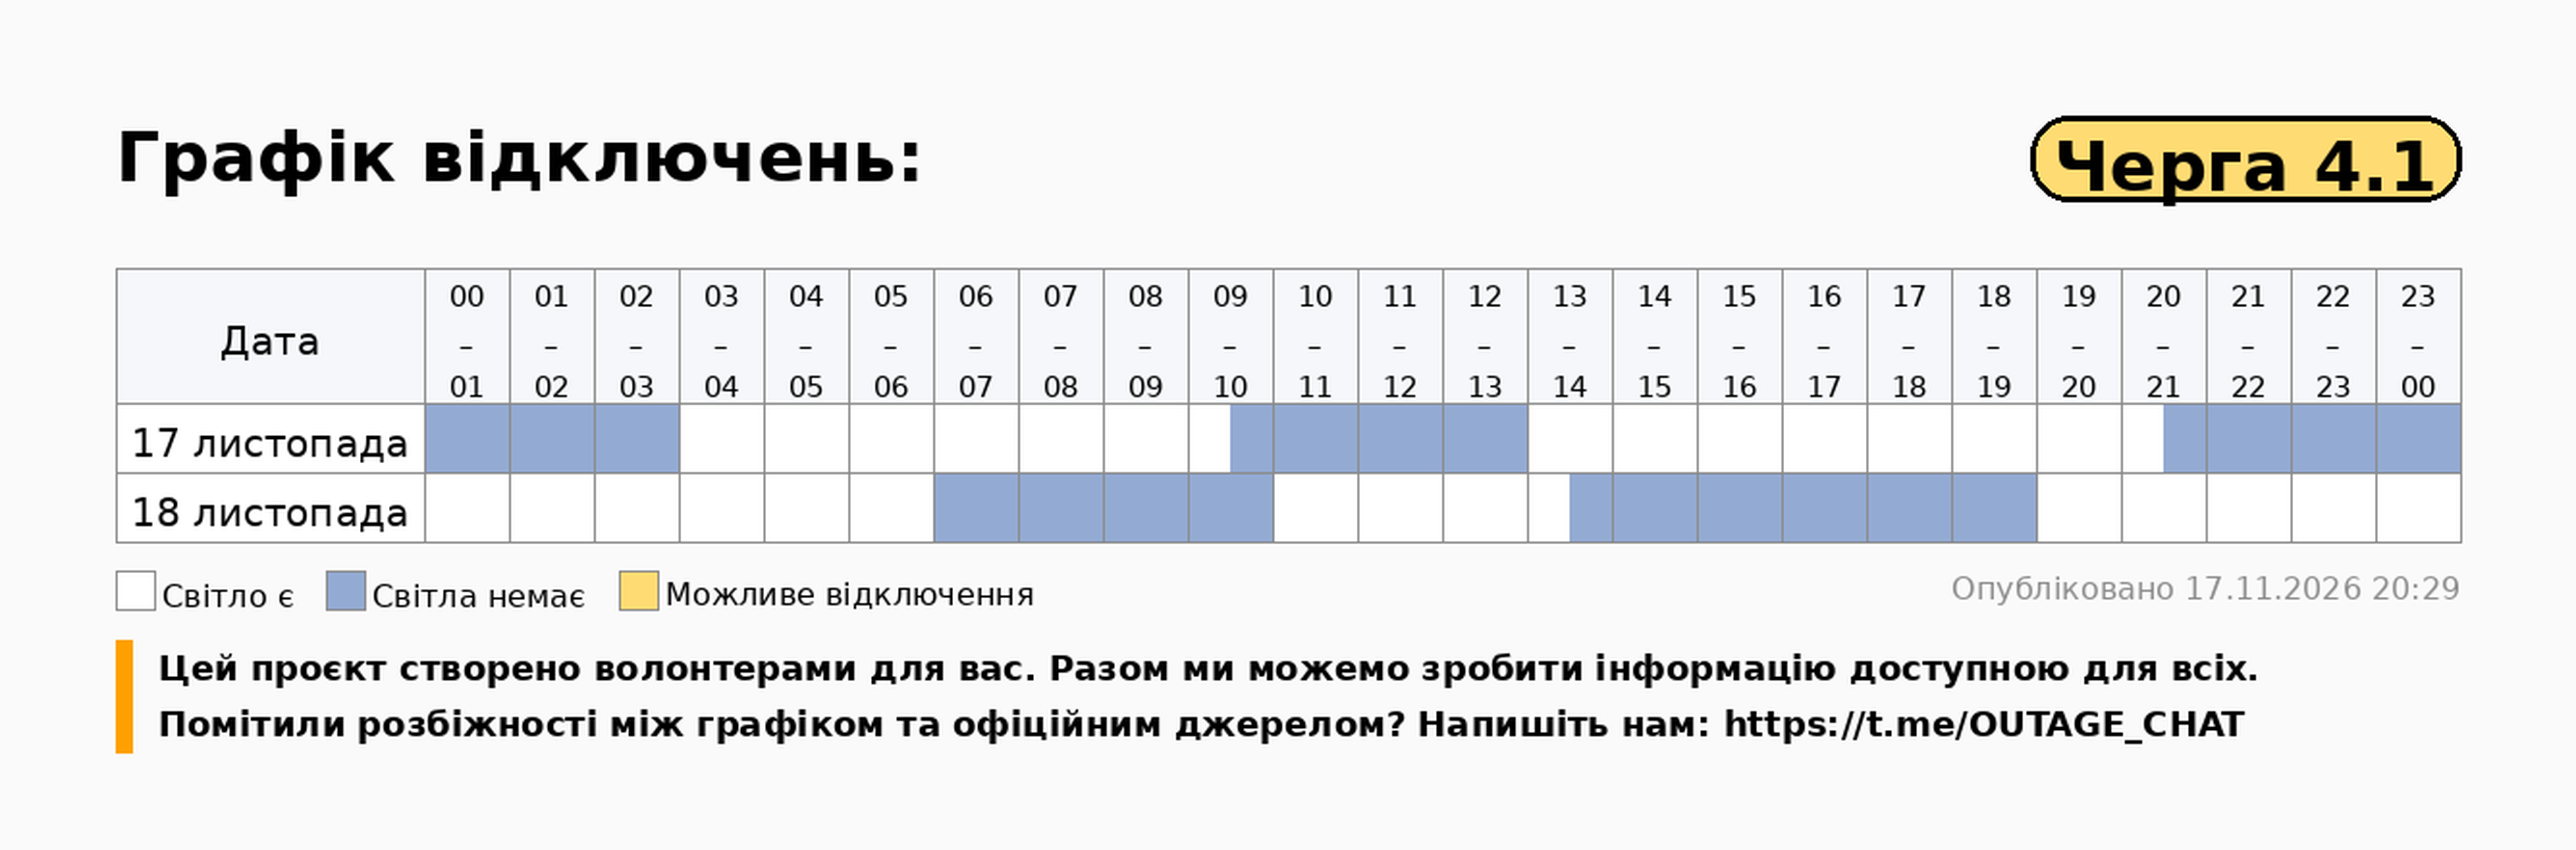 Графік відключень:
Черга 4.1
Дата
00 – 01
01 – 02
02 – 03
03 – 04
04 – 05
05 – 06
06 – 07
07 – 08
08 – 09
09 – 10
10 – 11
11 – 12
12 – 13
13 – 14
14 – 15
15 – 16
16 – 17
17 – 18
18 – 19
19 – 20
20 – 21
21 – 22
22 – 23
23 – 00
17 листопада
18 листопада
Світло є
Світла немає
Можливе відключення
Опубліковано 17.11.2026 20:29
Цей проєкт створено волонтерами для вас. Разом ми можемо зробити інформацію доступною для всіх.
Помітили розбіжності між графіком та офіційним джерелом? Напишіть нам: https://t.me/OUTAGE_CHAT